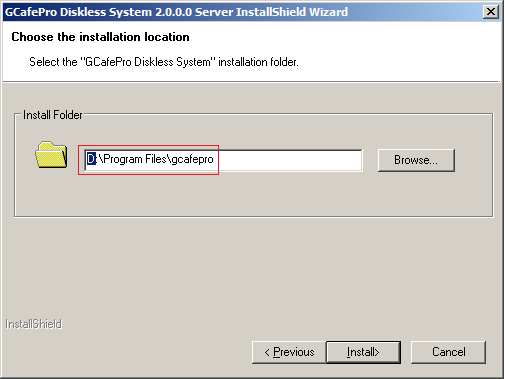 GCafePro Diskless System 2.0.0.0 Server InstallShield Wizard
Choose the installation location
Select the "GCafePro Diskless System" installation folder.
Install Folder
D:\Program Files\gcafepro
Browse...
InstallShield
< Previous
Install>
Cancel